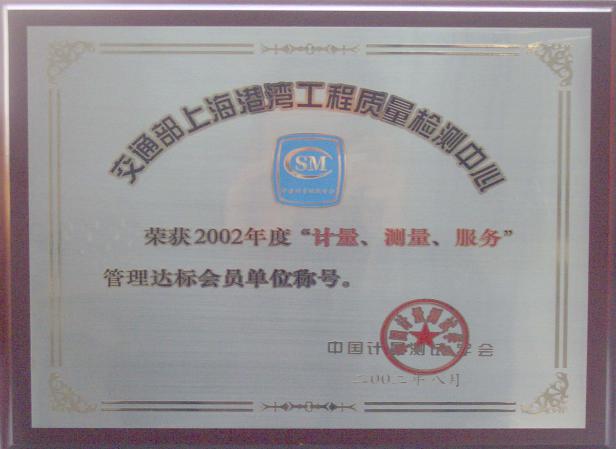 交通部上海港湾工程质量检测中心
SM
荣获2002年度“计量、测量、服务”
管理达标会员单位称号。
中国计量测试学会
二00二年八月